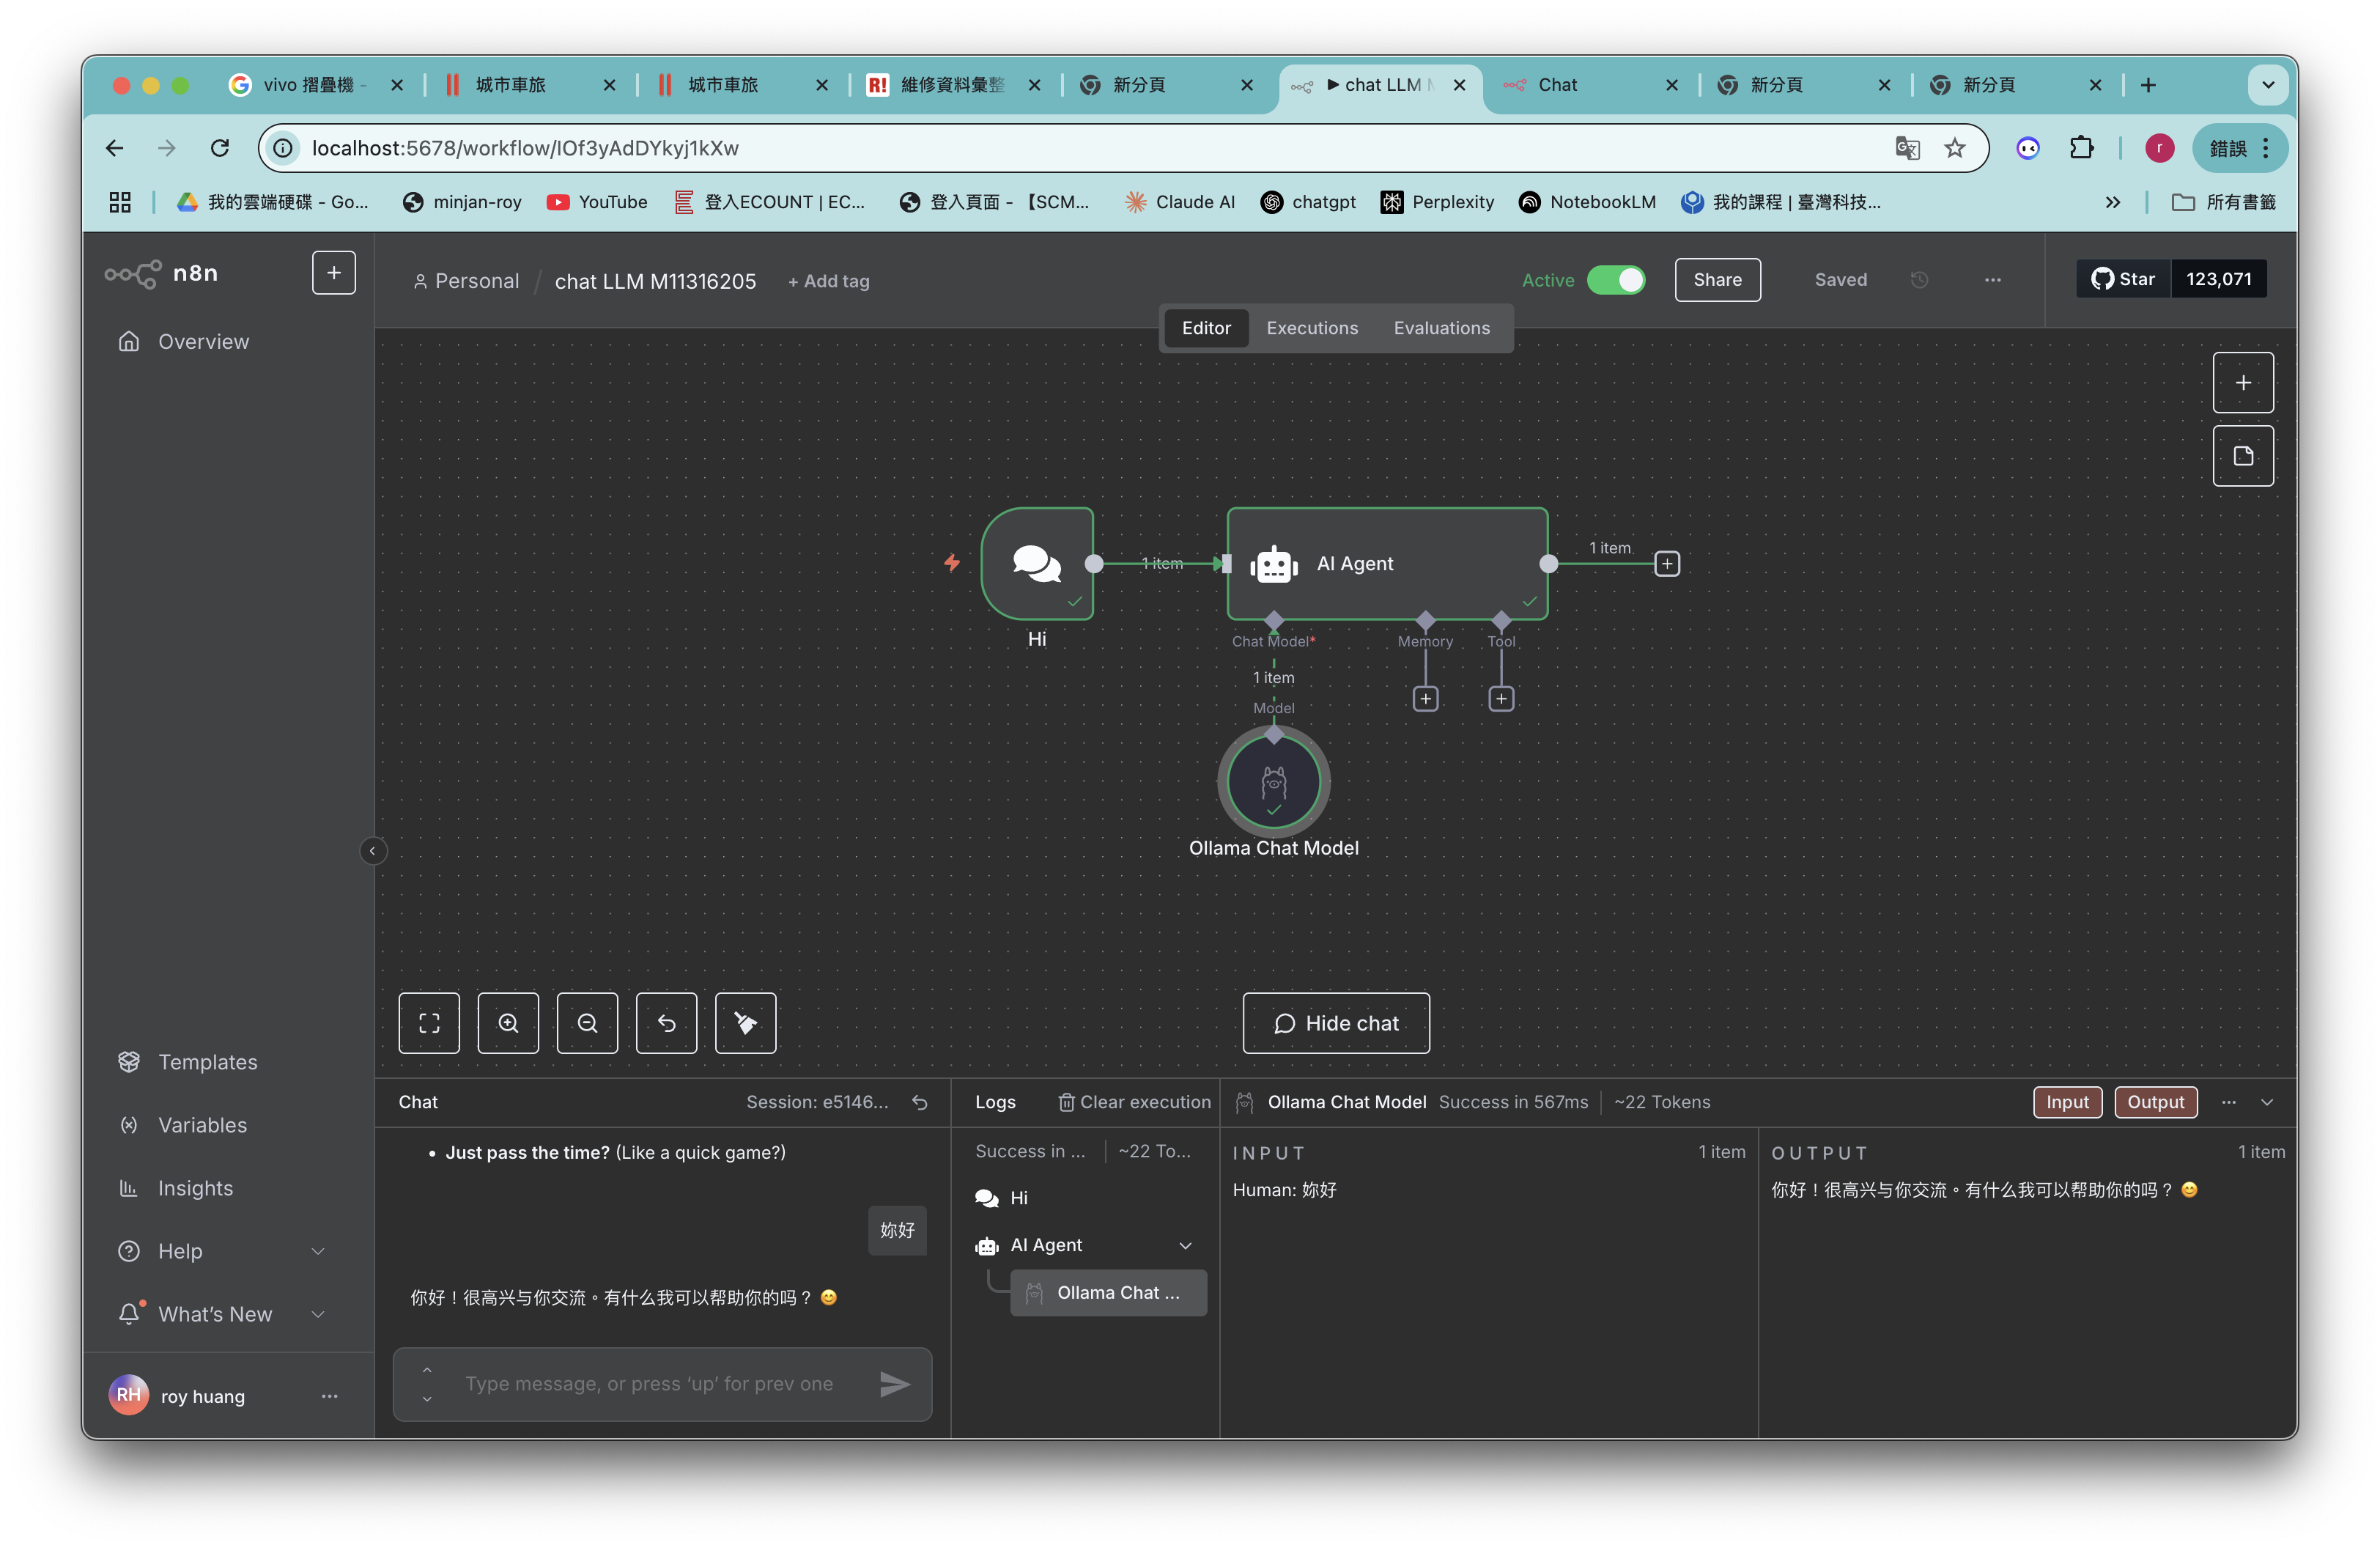 vivo 摺疊機 -
城市車旅
城市車旅
R! 維修資料彙整
新分頁
chat LLM M
Chat
新分頁
新分頁
localhost:5678/workflow/IOf3yAdDYkyj1kXw
r
錯誤
我的雲端硬碟 - Go...
minjan-roy
YouTube
登入ECOUNT | EC...
登入頁面 - 【SCM...
Claude AI
chatgpt
Perplexity
NotebookLM
我的課程 | 臺灣科技...
所有書籤
n8n
Personal / chat LLM M11316205
+ Add tag
Active
Share
Saved
...
Star
123,071
Overview
Editor
Executions
Evaluations
1 item
AI Agent
1 item
Hi
Chat Model*
Memory
Tool
1 item
Model
Ollama Chat Model
Hide chat
Templates
Variables
Insights
Help
What's New
RH roy huang
...
Chat
Session: e5146...
• Just pass the time? (Like a quick game?)
妳好
你好！很高兴与你交流。有什么我可以帮助你的吗？ 😊
Type message, or press ‘up’ for prev one
Logs
Clear execution
Success in ...
~22 To...
Hi
AI Agent
Ollama Chat ...
Ollama Chat Model
Success in 567ms
~22 Tokens
Input
Output
...
INPUT
1 item
Human: 妳好
OUTPUT
1 item
你好！很高兴与你交流。有什么我可以帮助你的吗？ 😊